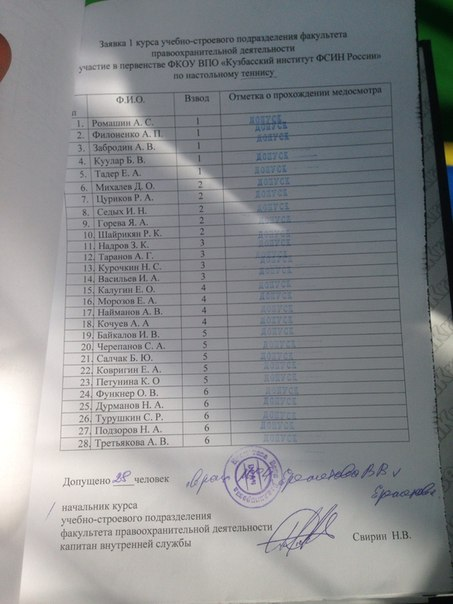 Заявка 1 курса учебно-строевого подразделения факультета
правоохранительной деятельности
участие в первенстве ФКОУ ВПО «Кузбасский институт ФСИН России»
по настольному теннису
Ф.И.О. Взвод Отметка о прохождении медосмотра
1. Ромашин А. С. 1 ДОПУСК
2. Филоненко А. П. 1 ДОПУСК
3. Забродин А. В. 1 ДОПУСК
4. Куулар Б. В. 1 ДОПУСК
5. Тадер Е. А. 1 ДОПУСК
6. Михалев Д. О. 2 ДОПУСК
7. Цуриков Р. А. 2 ДОПУСК
8. Седых И. Н. 2 ДОПУСК
9. Горева Я. А. 2 ДОПУСК
10. Шайрикян Р. К. 2 ДОПУСК
11. Надров З. К. 3 ДОПУСК
12. Таранов А. Г. 3 ДОПУСК
13. Курочкин Н. С. 3 ДОПУСК
14. Васильев И. А. 3 ДОПУСК
15. Калугин Е. О. 4 ДОПУСК
16. Морозов Е. А. 4 ДОПУСК
17. Найманов А. В. 4 ДОПУСК
18. Кочуев А. А 4 ДОПУСК
19. Байкалов И. В. 5 ДОПУСК
20. Черепанов С. А. 5 ДОПУСК
21. Салчак Б. Ю. 5 ДОПУСК
22. Ковригин Е. А. 5 ДОПУСК
23. Петунина К. О 5 ДОПУСК
24. Функнер О. В. 6 ДОПУСК
25. Дурманов Н. А. 6 ДОПУСК
26. Турушкин С. Р. 6 ДОПУСК
27. Подзоров Н. А. 6 ДОПУСК
28. Третьякова А. В. 6 ДОПУСК
Допущено 28 человек Врач
начальник курса
учебно-строевого подразделения
факультета правоохранительной деятельности
капитан внутренней службы Свирин Н.В.